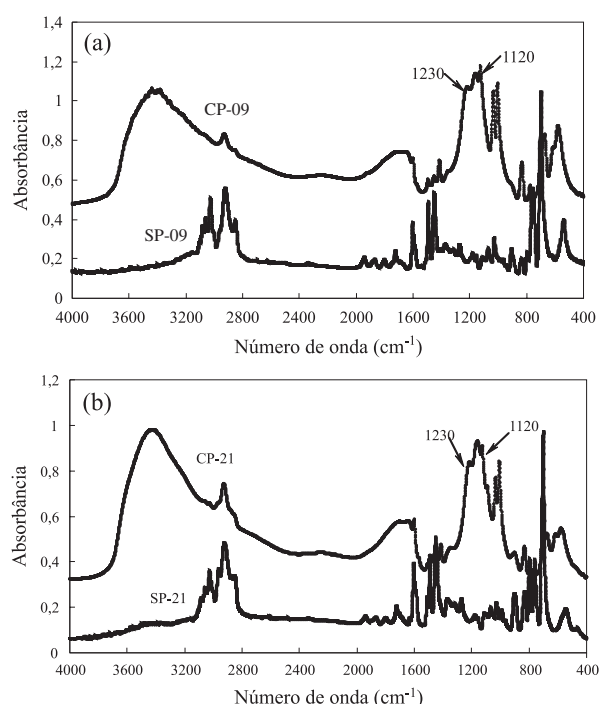 (a)
1,4
1,2
1
0,8
0,6
0,4
0,2
0
Absorbância
1230
1120
CP-09
SP-09
4000 3600 3200 2800 2400 2000 1600 1200 800 400
Número de onda (cm-1)
(b)
1,2
1
0,8
0,6
0,4
0,2
0
Absorbância
1230
1120
CP-21
SP-21
4000 3600 3200 2800 2400 2000 1600 1200 800 400
Número de onda (cm-1)